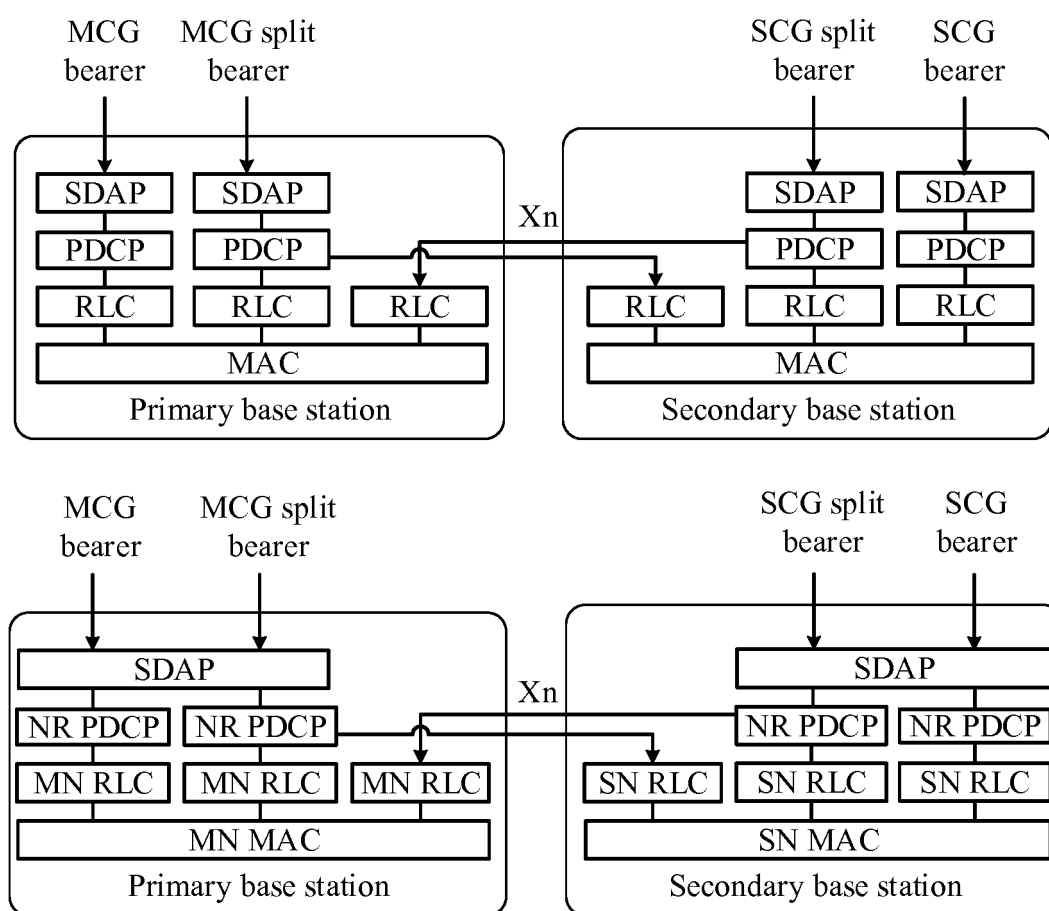 MCG MCG split SCG split SCG
bearer bearer bearer bearer
SDAP SDAP SDAP SDAP
Xn
PDCP PDCP PDCP PDCP
RLC RLC RLC RLC RLC RLC
MAC MAC
Primary base station Secondary base station
MCG MCG split SCG split SCG
bearer bearer bearer bearer
SDAP SDAP
Xn
NR PDCP NR PDCP NR PDCP NR PDCP
MN RLC MN RLC MN RLC SN RLC SN RLC SN RLC
MN MAC SN MAC
Primary base station Secondary base station